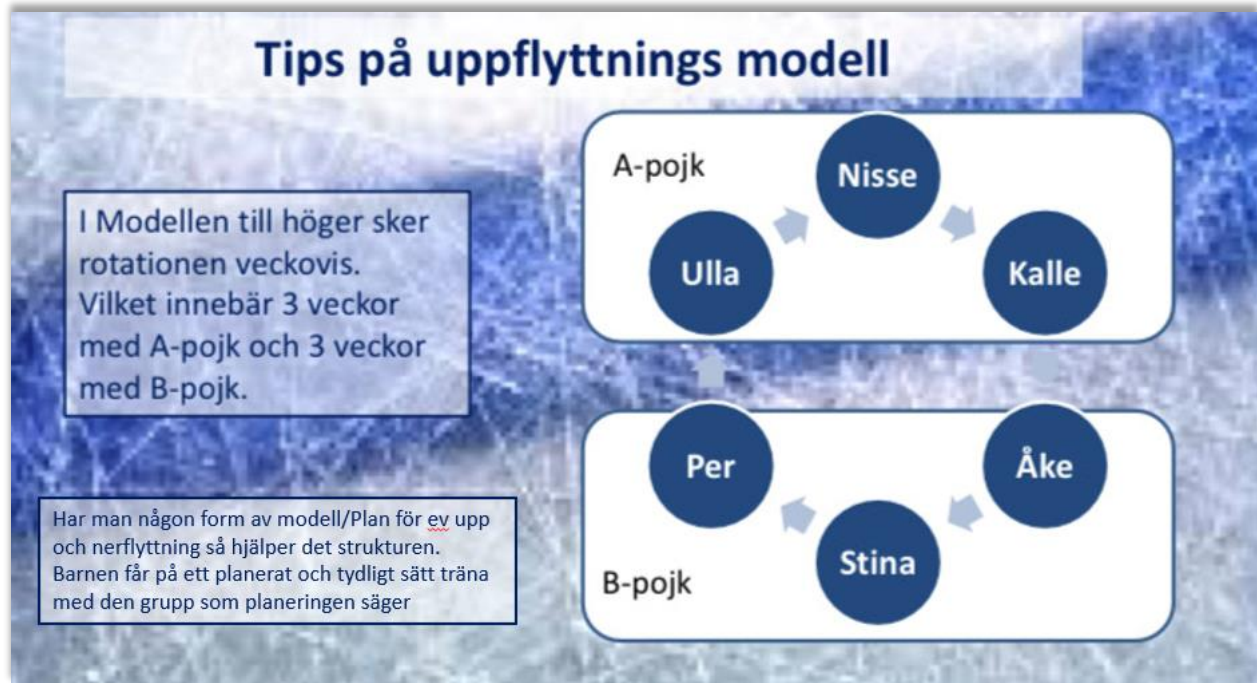 Tips på uppflyttnings modell
I Modellen till höger sker
rotationen veckovis.
Vilket innebär 3 veckor
med A-pojk och 3 veckor
med B-pojk.
Har man någon form av modell/Plan för ev upp
och nerflyttning så hjälper det strukturen.
Barnen får på ett planerat och tydligt sätt träna
med den grupp som planeringen säger
A-pojk
Nisse
Ulla
Kalle
Per
Åke
Stina
B-pojk